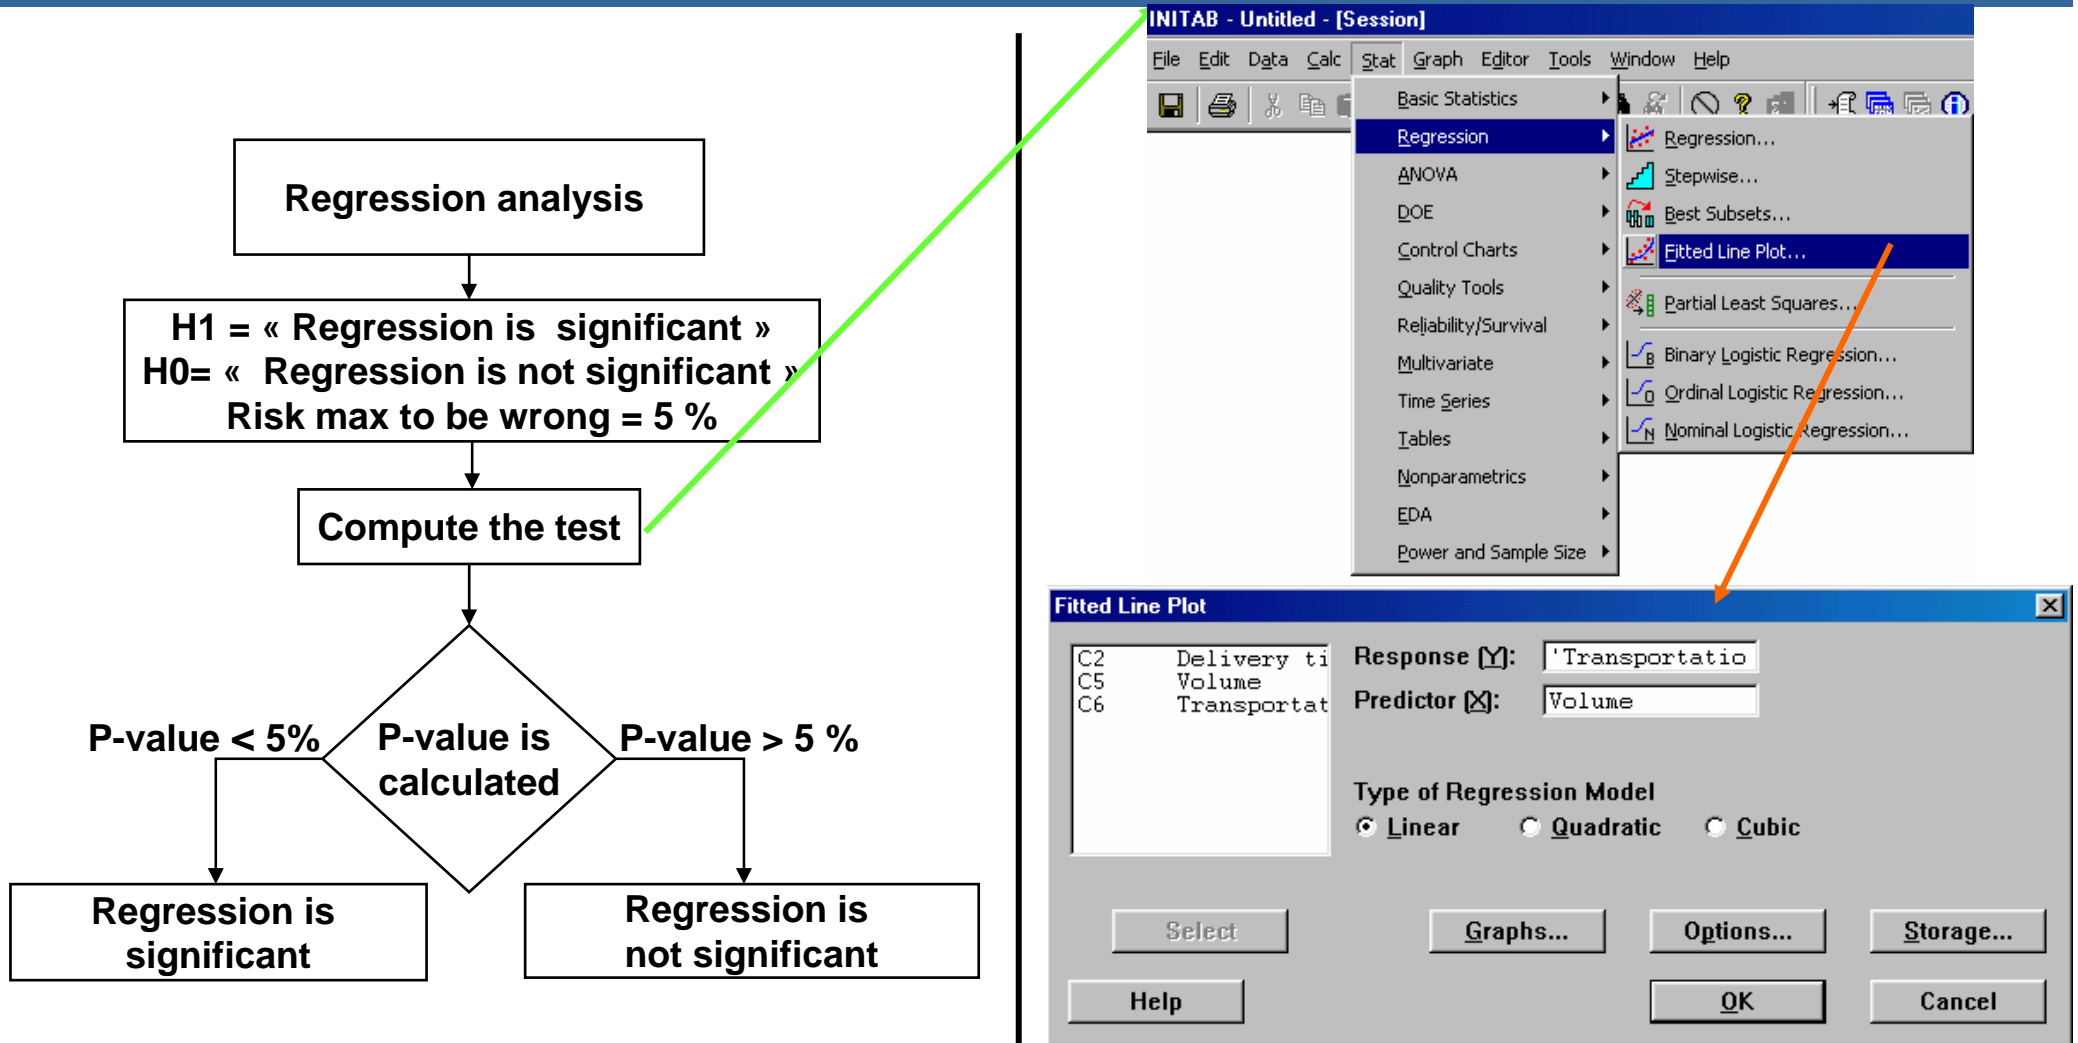 Regression analysis
H1 = « Regression is  significant »
H0= «  Regression is not significant »
Risk max to be wrong = 5 %
Compute the test
P-value < 5%
P-value is
calculated
P-value > 5 %
Regression is
significant
Regression is
not significant
INITAB - Untitled - [Session]
File Edit Data Calc Stat Graph Editor Tools Window Help
Basic Statistics
Regression
ANOVA
DOE
Control Charts
Quality Tools
Reliability/Survival
Multivariate
Time Series
Tables
Nonparametrics
EDA
Power and Sample Size
Regression...
Stepwise...
Best Subsets...
Fitted Line Plot...
Partial Least Squares...
Binary Logistic Regression...
Ordinal Logistic Regression...
Nominal Logistic Regression...
Fitted Line Plot
C2 Delivery ti
C5 Volume
C6 Transportat
Response (Y): 'Transportatio
Predictor (X): Volume
Type of Regression Model
Linear Quadratic Cubic
Select Graphs... Options... Storage...
Help OK Cancel